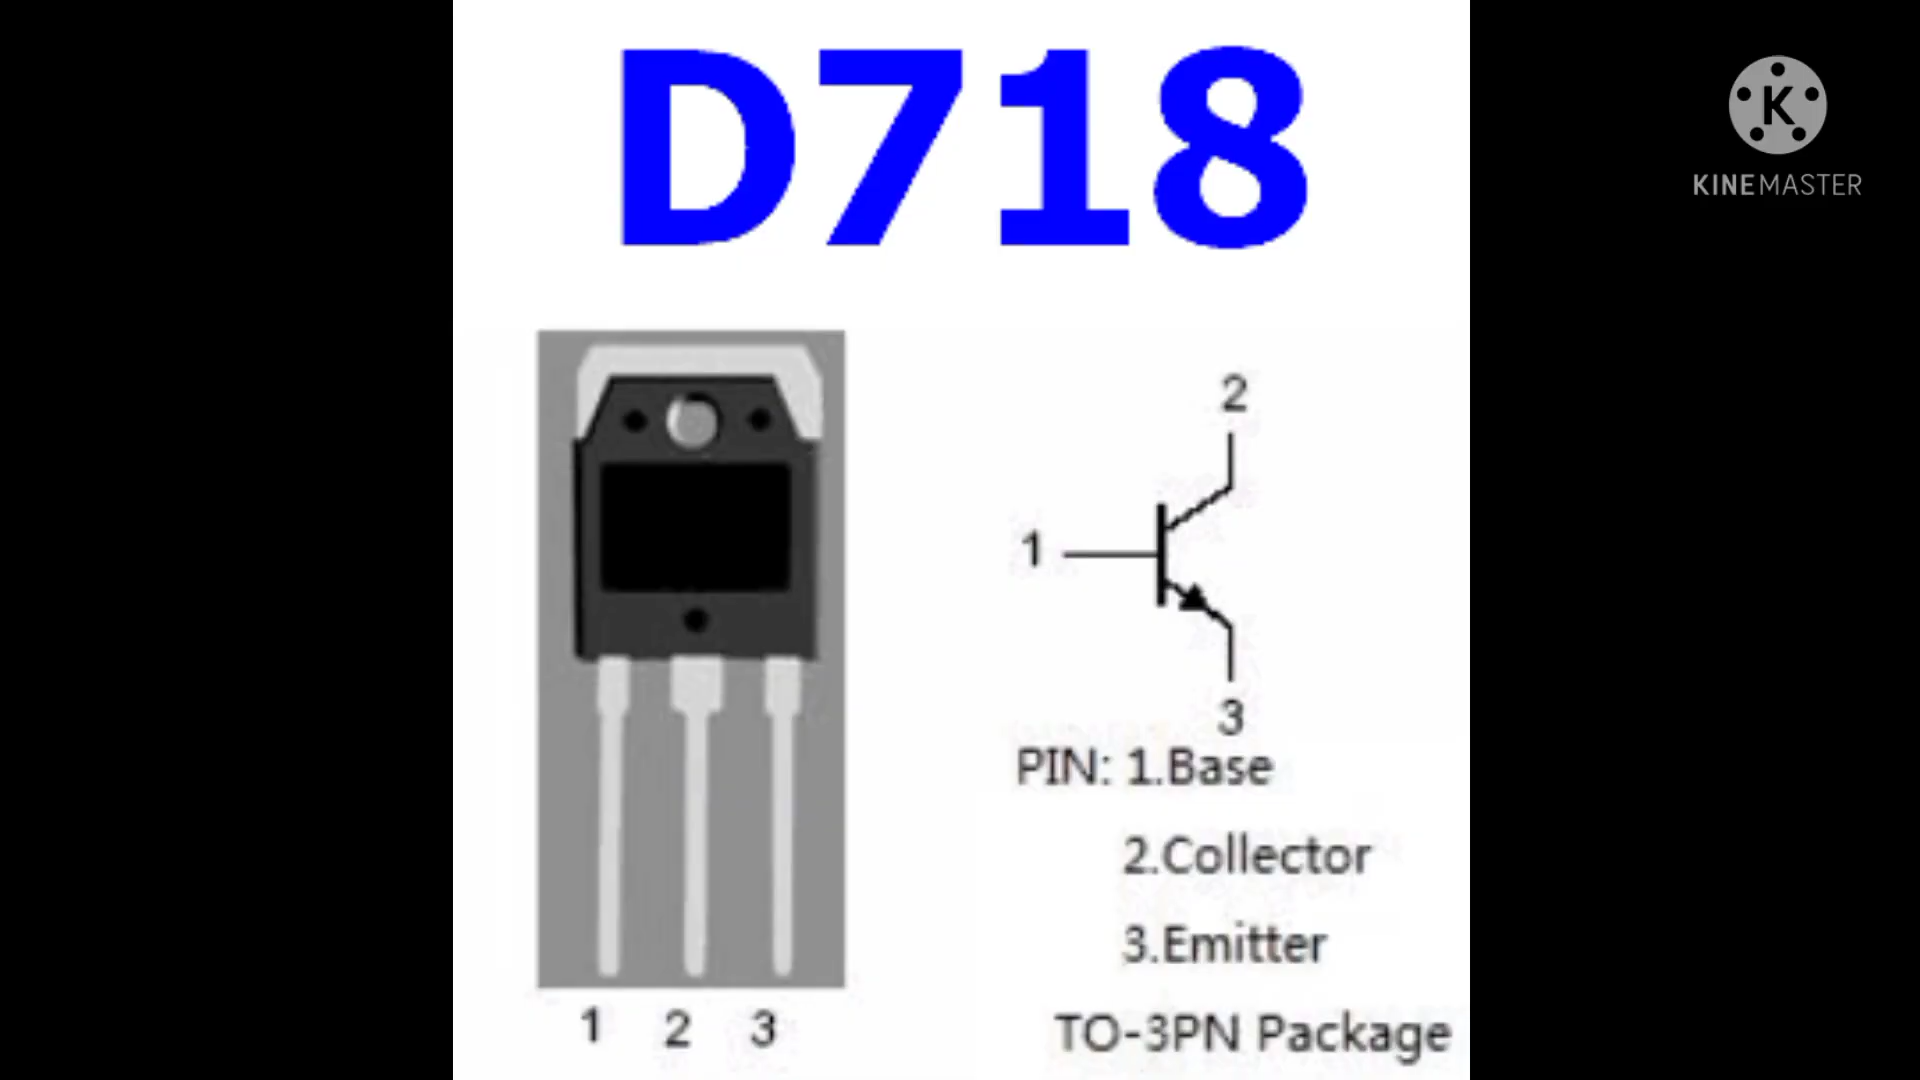 D718
KINEMASTER
2
1
3
PIN: 1.Base
2.Collector
3.Emitter
1 2 3
TO-3PN Package